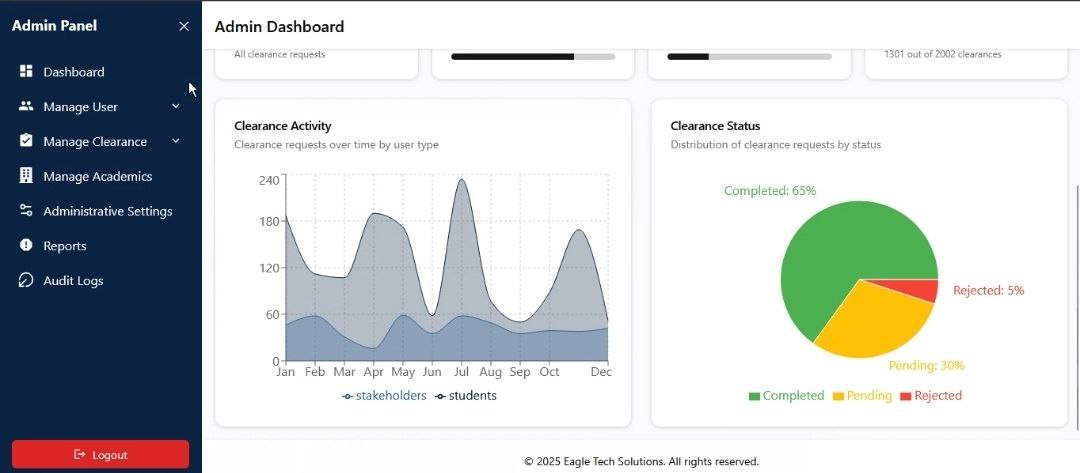 Admin Panel
Admin Dashboard
Dashboard
Manage User
Manage Clearance
Manage Academics
Administrative Settings
Reports
Audit Logs
Logout
All clearance requests
1301 out of 2002 clearances
Clearance Activity
Clearance requests over time by user type
240
180
120
60
0
Jan Feb Mar Apr May Jun Jul Aug Sep Oct Dec
stakeholders students
Clearance Status
Distribution of clearance requests by status
Completed: 65%
Rejected: 5%
Pending: 30%
Completed Pending Rejected
© 2025 Eagle Tech Solutions. All rights reserved.